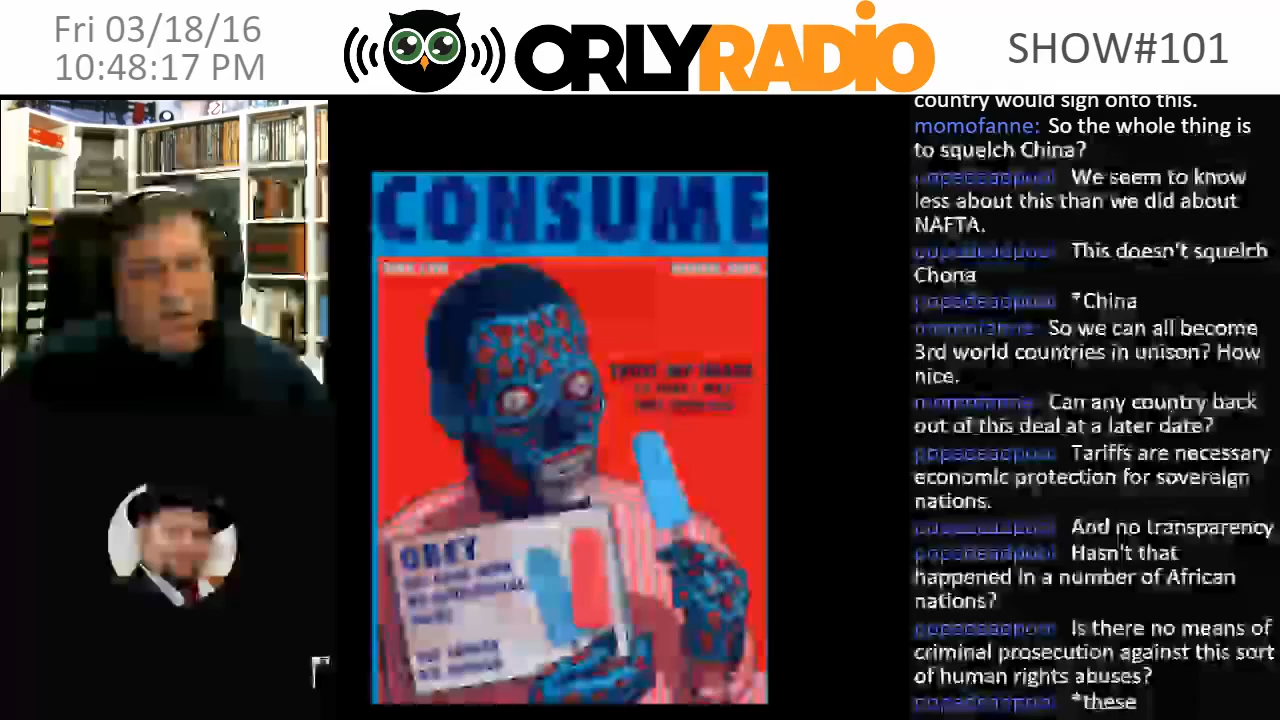 Fri 03/18/16
10:48:17 PM
ORLYRADIO
SHOW#101
CONSUME
OBEY
country would sign onto this.
momofanne: So the whole thing is
to squelch China?
We seem to know
less about this than we did about
NAFTA.
This doesn't squelch
Chona
*China
momofanne: So we can all become
3rd world countries in unison? How
nice.
Can any country back
out of this deal at a later date?
Tariffs are necessary
economic protection for sovereign
nations.
And no transparency
Hasn't that
happened in a number of African
nations?
Is there no means of
criminal prosecution against this sort
of human rights abuses?
*these